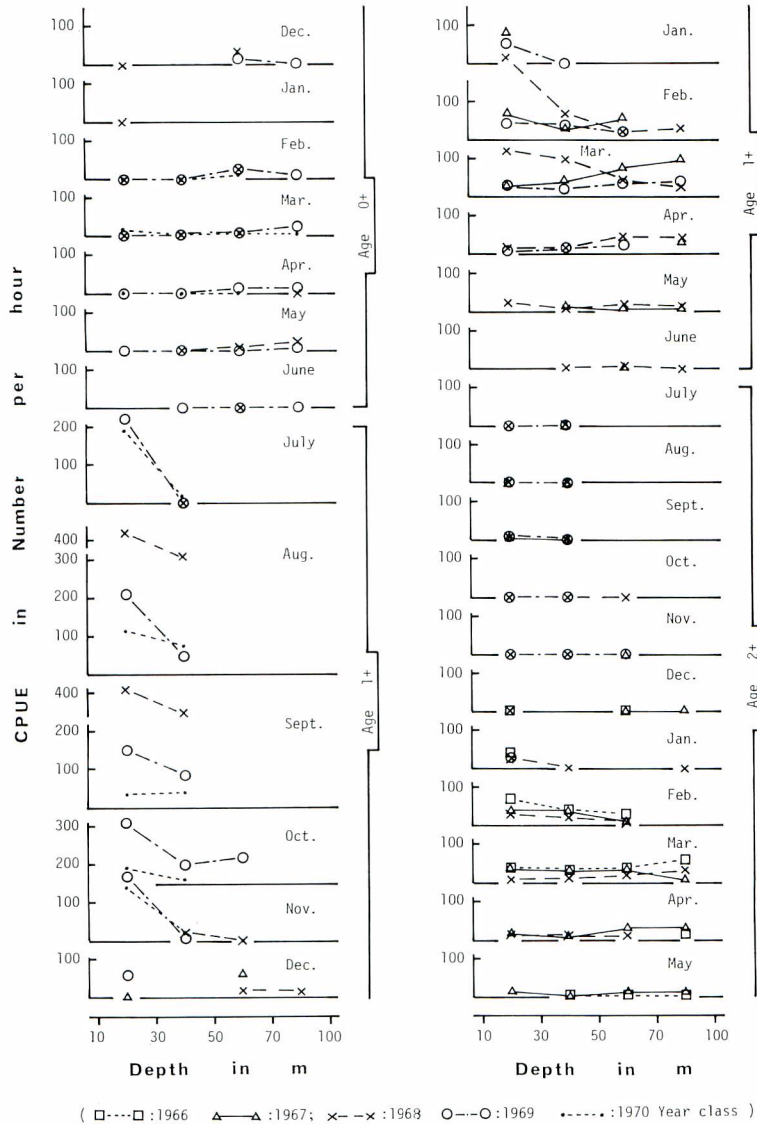 CPUE in Number per hour
100 Dec.
100 Jan.
100 Feb.
100 Mar.
100 Apr.
100 May
100 June
200
100
July
400
300
200
100
Aug.
400
200
100
Sept.
300
200
100
Oct.
Nov.
100 Dec.
Age 0+
Age 1+
10 30 50 70 100
Depth in m
100 Jan.
100 Feb.
100 Mar.
100 Apr.
100 May
100 June
100 July
100 Aug.
100 Sept.
100 Oct.
100 Nov.
100 Dec.
100 Jan.
100 Feb.
100 Mar.
100 Apr.
100 May
Age 1+
Age 2+
10 30 50 70 100
Depth in m
( :1966 :1967; :1968 :1969 :1970 Year class )